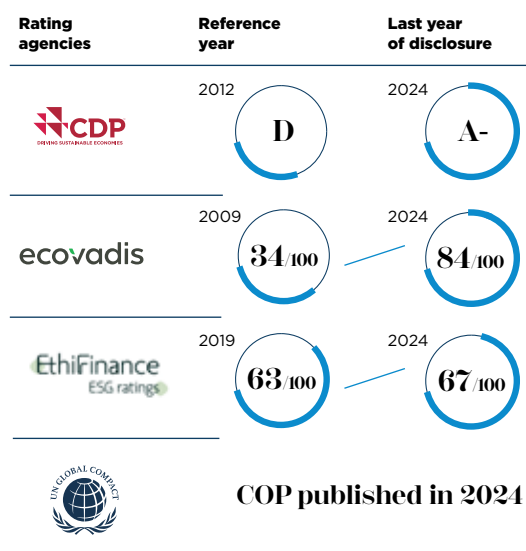 Rating agencies
Reference year
Last year of disclosure
CDP
DRIVING SUSTAINABLE ECONOMIES
2012
D
2024
A-
ecovadis
2009
34/100
2024
84/100
EthiFinance
ESG ratings
2019
63/100
2024
67/100
UN GLOBAL COMPACT
COP published in 2024